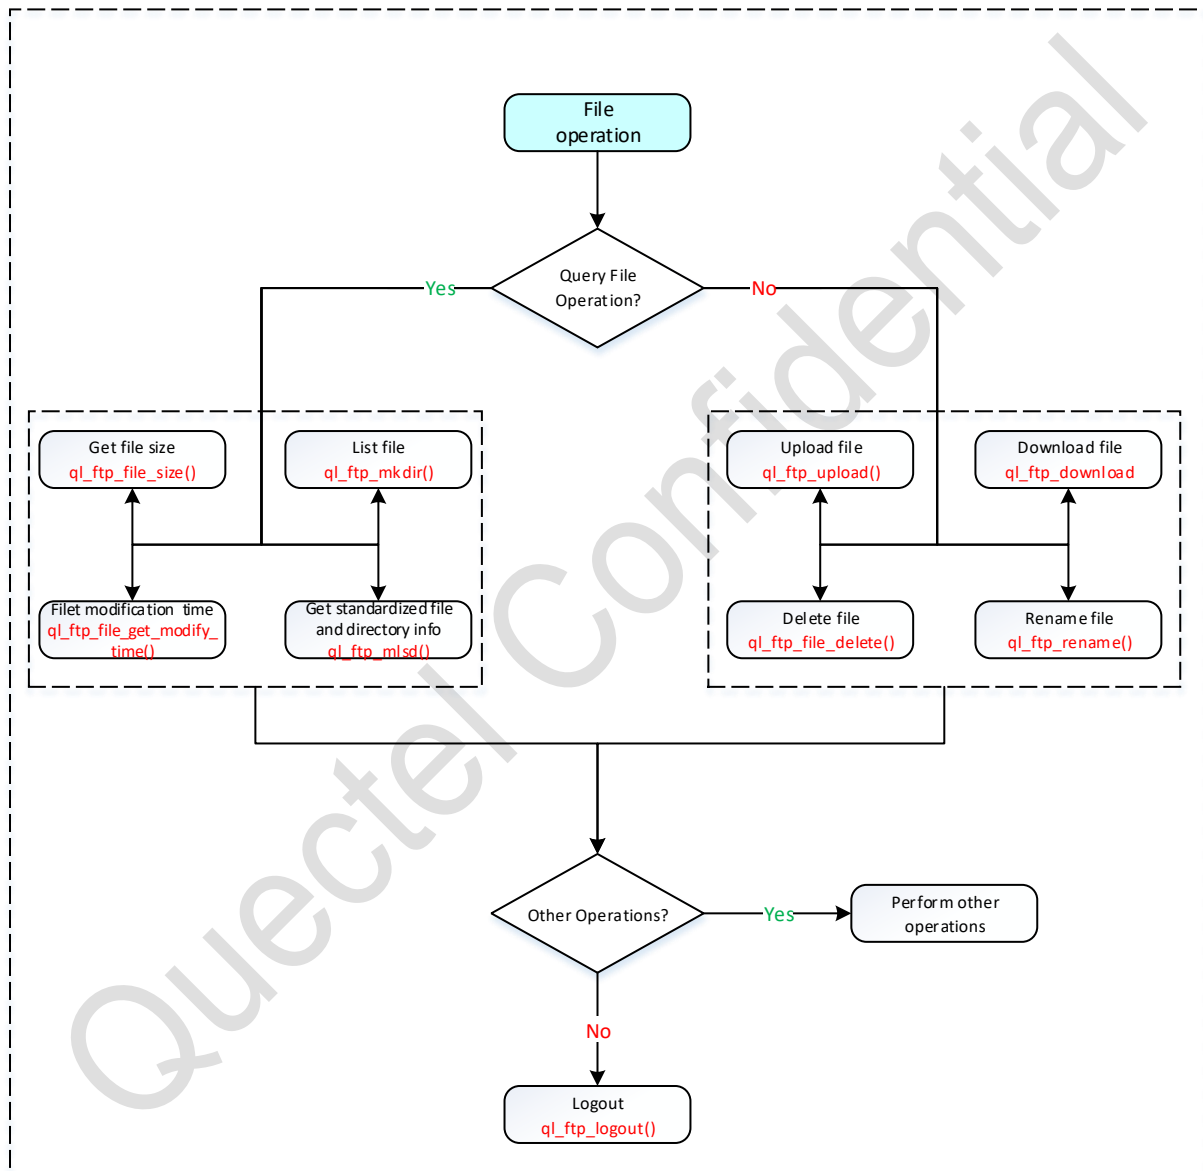 File
operation
Query File
Operation?
Yes
No
Get file size
ql_ftp_file_size()
List file
ql_ftp_mkdir()
Upload file
ql_ftp_upload()
Download file
ql_ftp_download
Filet modification time
ql_ftp_file_get_modify_
time()
Get standardized file
and directory info
ql_ftp_mlsd()
Delete file
ql_ftp_file_delete()
Rename file
ql_ftp_rename()
Other Operations?
Yes
Perform other
operations
No
Logout
ql_ftp_logout()
Quectel Confidential